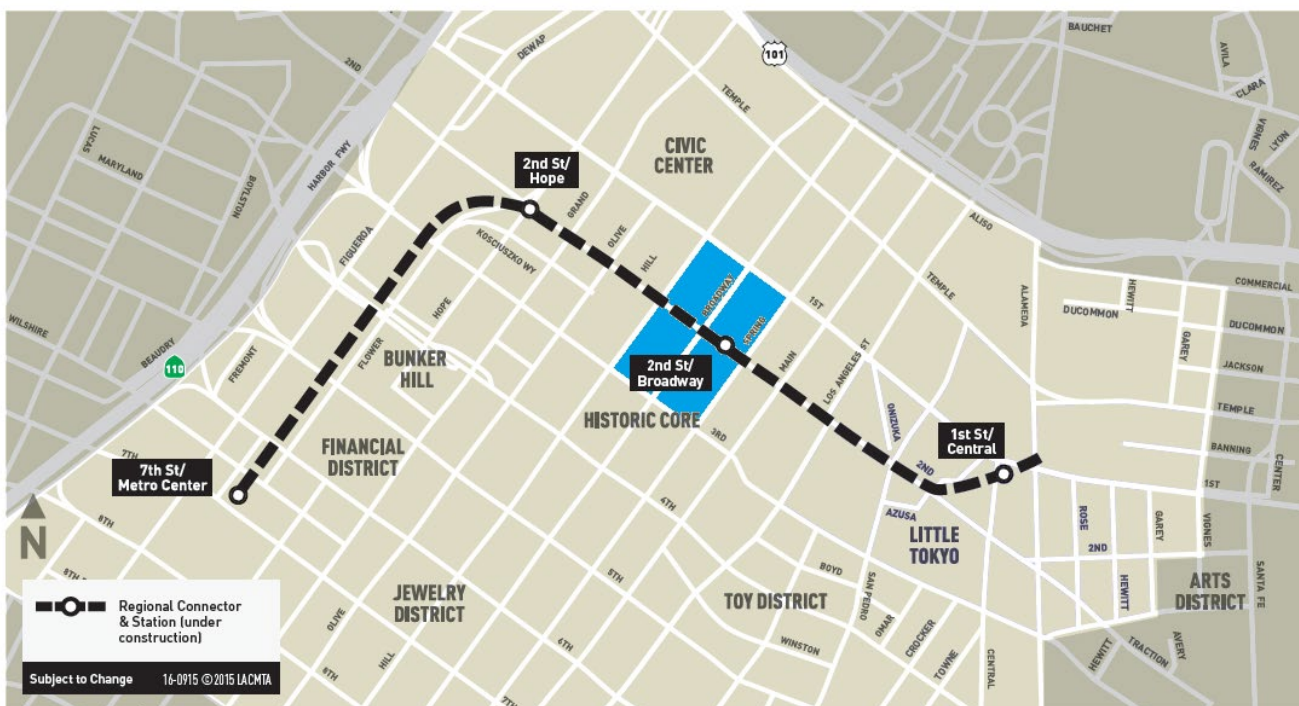 BAUCHET
AVILA
CLARA
VIGNES
LYON
RAMIREZ
101
DEWAP
2ND
TEMPLE
LUCAS
MARYLAND
BOYLSTON
HARBOR FWY
CIVIC
CENTER
2nd St/
Hope
GRAND
FIGUEROA
KOSCIUSZKO WY
OLIVE
HILL
ALISO
TEMPLE
ALAMEDA
COMMERCIAL
HEWITT
DUCOMMON
DUCOMMON
GAREY
JACKSON
WILSHIRE
BEAUDRY
110
FREMONT
FLOWER
HOPE
BUNKER
HILL
BROADWAY
SPRING
1ST
2nd St/
Broadway
MAIN
LOS ANGELES ST
HISTORIC CORE
3RD
ONIZUKA
1st St/
Central
TEMPLE
BANNING
CENTER
1ST
7TH
7th St/
Metro Center
FINANCIAL
DISTRICT
2ND
AZUSA
LITTLE
TOKYO
ROSE
GAREY
VIGNES
2ND
HEWITT
ARTS
DISTRICT
SANTA FE
N
8TH
4TH
5TH
BOYD
SAN PEDRO
TOY DISTRICT
JEWELRY
DISTRICT
OMAR
CROCKER
TOWNE
CENTRAL
WINSTON
6TH
7TH
OLIVE
HILL
8TH
8TH
HEWITT
TRACTION
AVERY
Regional Connector
& Station (under
construction)
Subject to Change 16-0915 ©2015 LACMTA